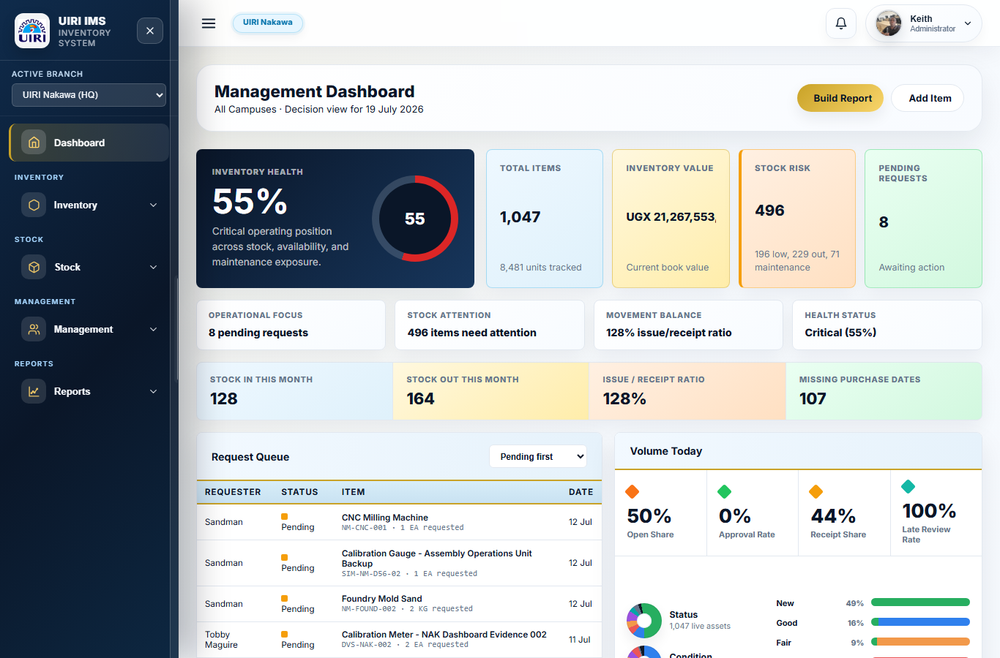 UIRI
UIRI IMS
INVENTORY
SYSTEM
ACTIVE BRANCH
UIRI Nakawa (HQ)
Dashboard
INVENTORY
Inventory
STOCK
Stock
MANAGEMENT
Management
REPORTS
Reports
UIRI Nakawa
Keith
Administrator
Management Dashboard
All Campuses · Decision view for 19 July 2026
Build Report
Add Item
INVENTORY HEALTH
55%
Critical operating position
across stock, availability, and
maintenance exposure.
55
TOTAL ITEMS
1,047
8,481 units tracked
INVENTORY VALUE
UGX 21,267,553,
Current book value
STOCK RISK
496
196 low, 229 out, 71
maintenance
PENDING
REQUESTS
8
Awaiting action
OPERATIONAL FOCUS
8 pending requests
STOCK ATTENTION
496 items need attention
MOVEMENT BALANCE
128% issue/receipt ratio
HEALTH STATUS
Critical (55%)
STOCK IN THIS MONTH
128
STOCK OUT THIS MONTH
164
ISSUE / RECEIPT RATIO
128%
MISSING PURCHASE DATES
107
Request Queue
Pending first
REQUESTER STATUS ITEM DATE
Sandman Pending CNC Milling Machine 12 Jul
NM-CNC-001 · 1 EA requested
Sandman Pending Calibration Gauge - Assembly Operations Unit 12 Jul
Backup
SIM-NM-D56-02 · 1 EA requested
Sandman Pending Foundry Mold Sand 12 Jul
NM-FOUND-002 · 2 KG requested
Tobby
Maguire Pending Calibration Meter - NAK Dashboard Evidence 002 11 Jul
DVS-NAK-002 · 2 EA requested
Volume Today
50%
Open Share
0%
Approval Rate
44%
Receipt Share
100%
Late Review
Rate
Status
1,047 live assets
Condition
New 49%
Good 16%
Fair 9%